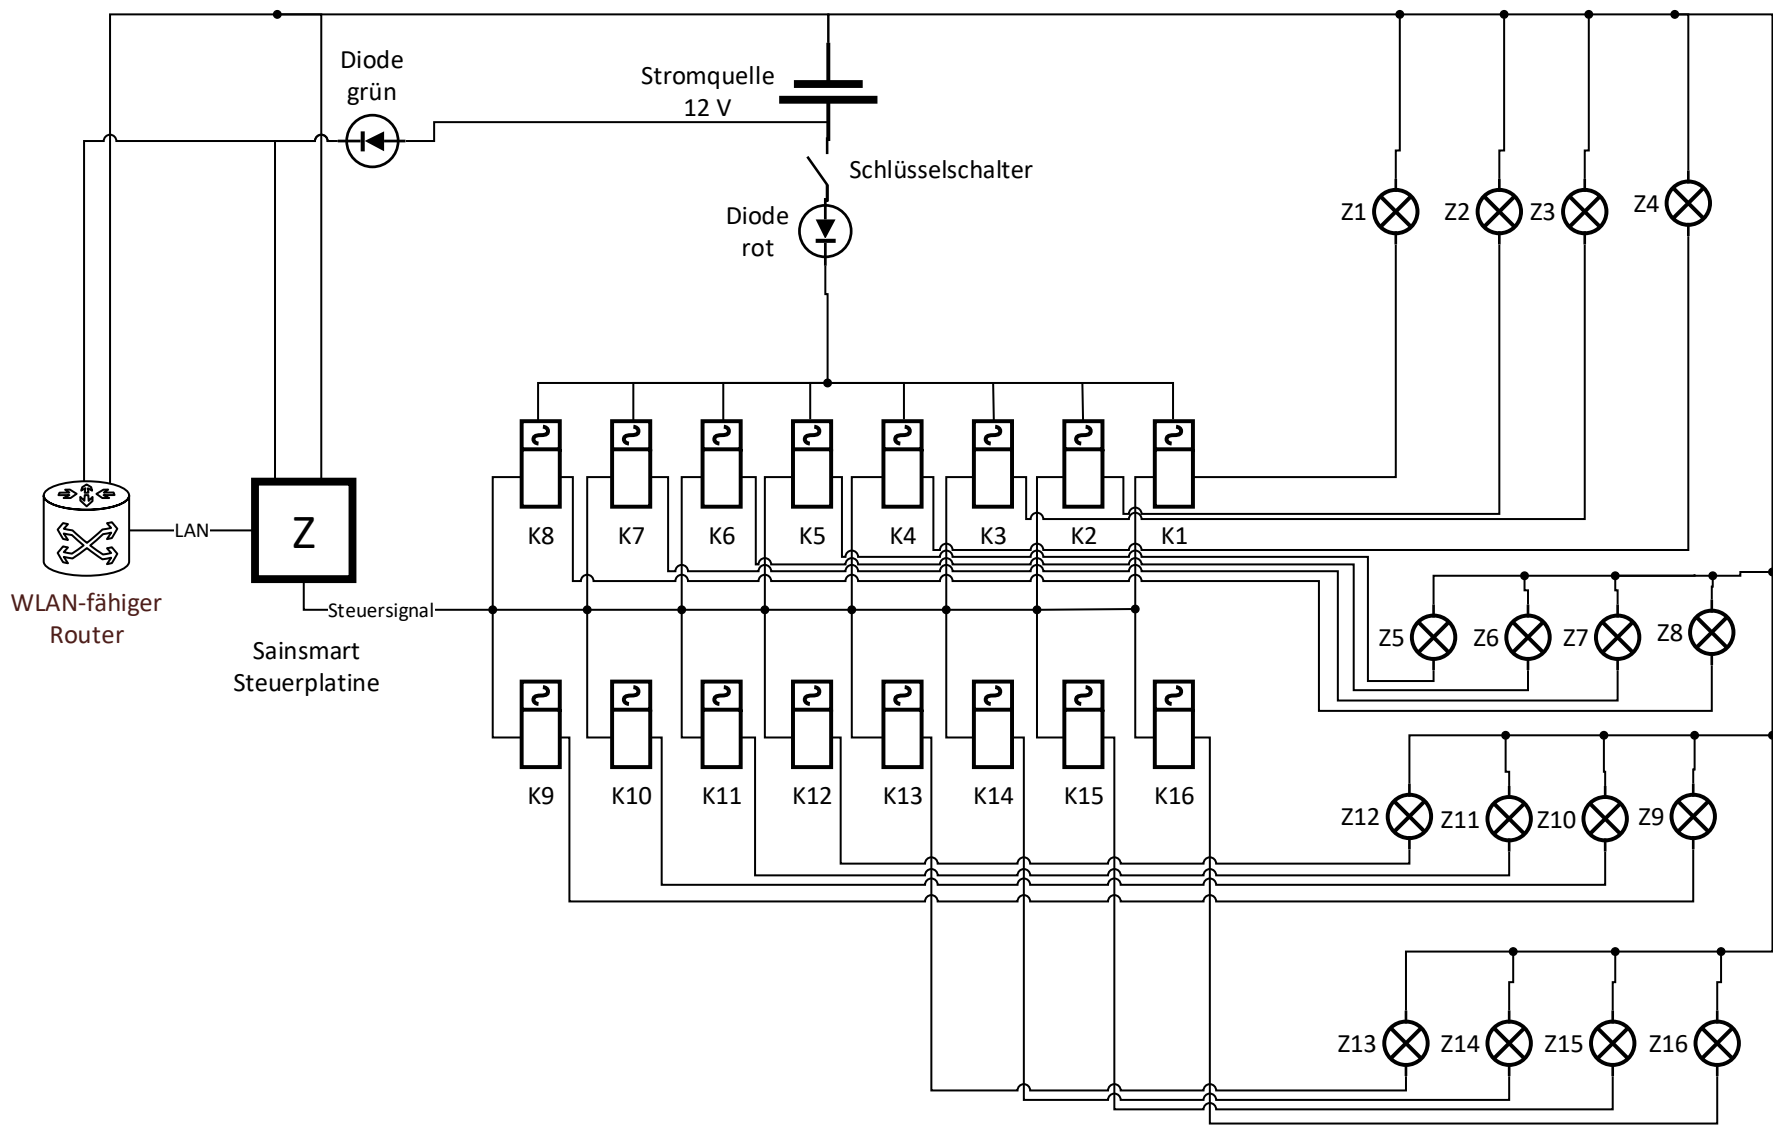 Diode
grün
Stromquelle
12 V
Schlüsselschalter
Diode
rot
Z1
Z2
Z3
Z4
K8
K7
K6
K5
K4
K3
K2
K1
LAN
Z
WLAN-fähiger
Router
Steuersignal
Sainsmart
Steuerplatine
Z5
Z6
Z7
Z8
K9
K10
K11
K12
K13
K14
K15
K16
Z12
Z11
Z10
Z9
Z13
Z14
Z15
Z16